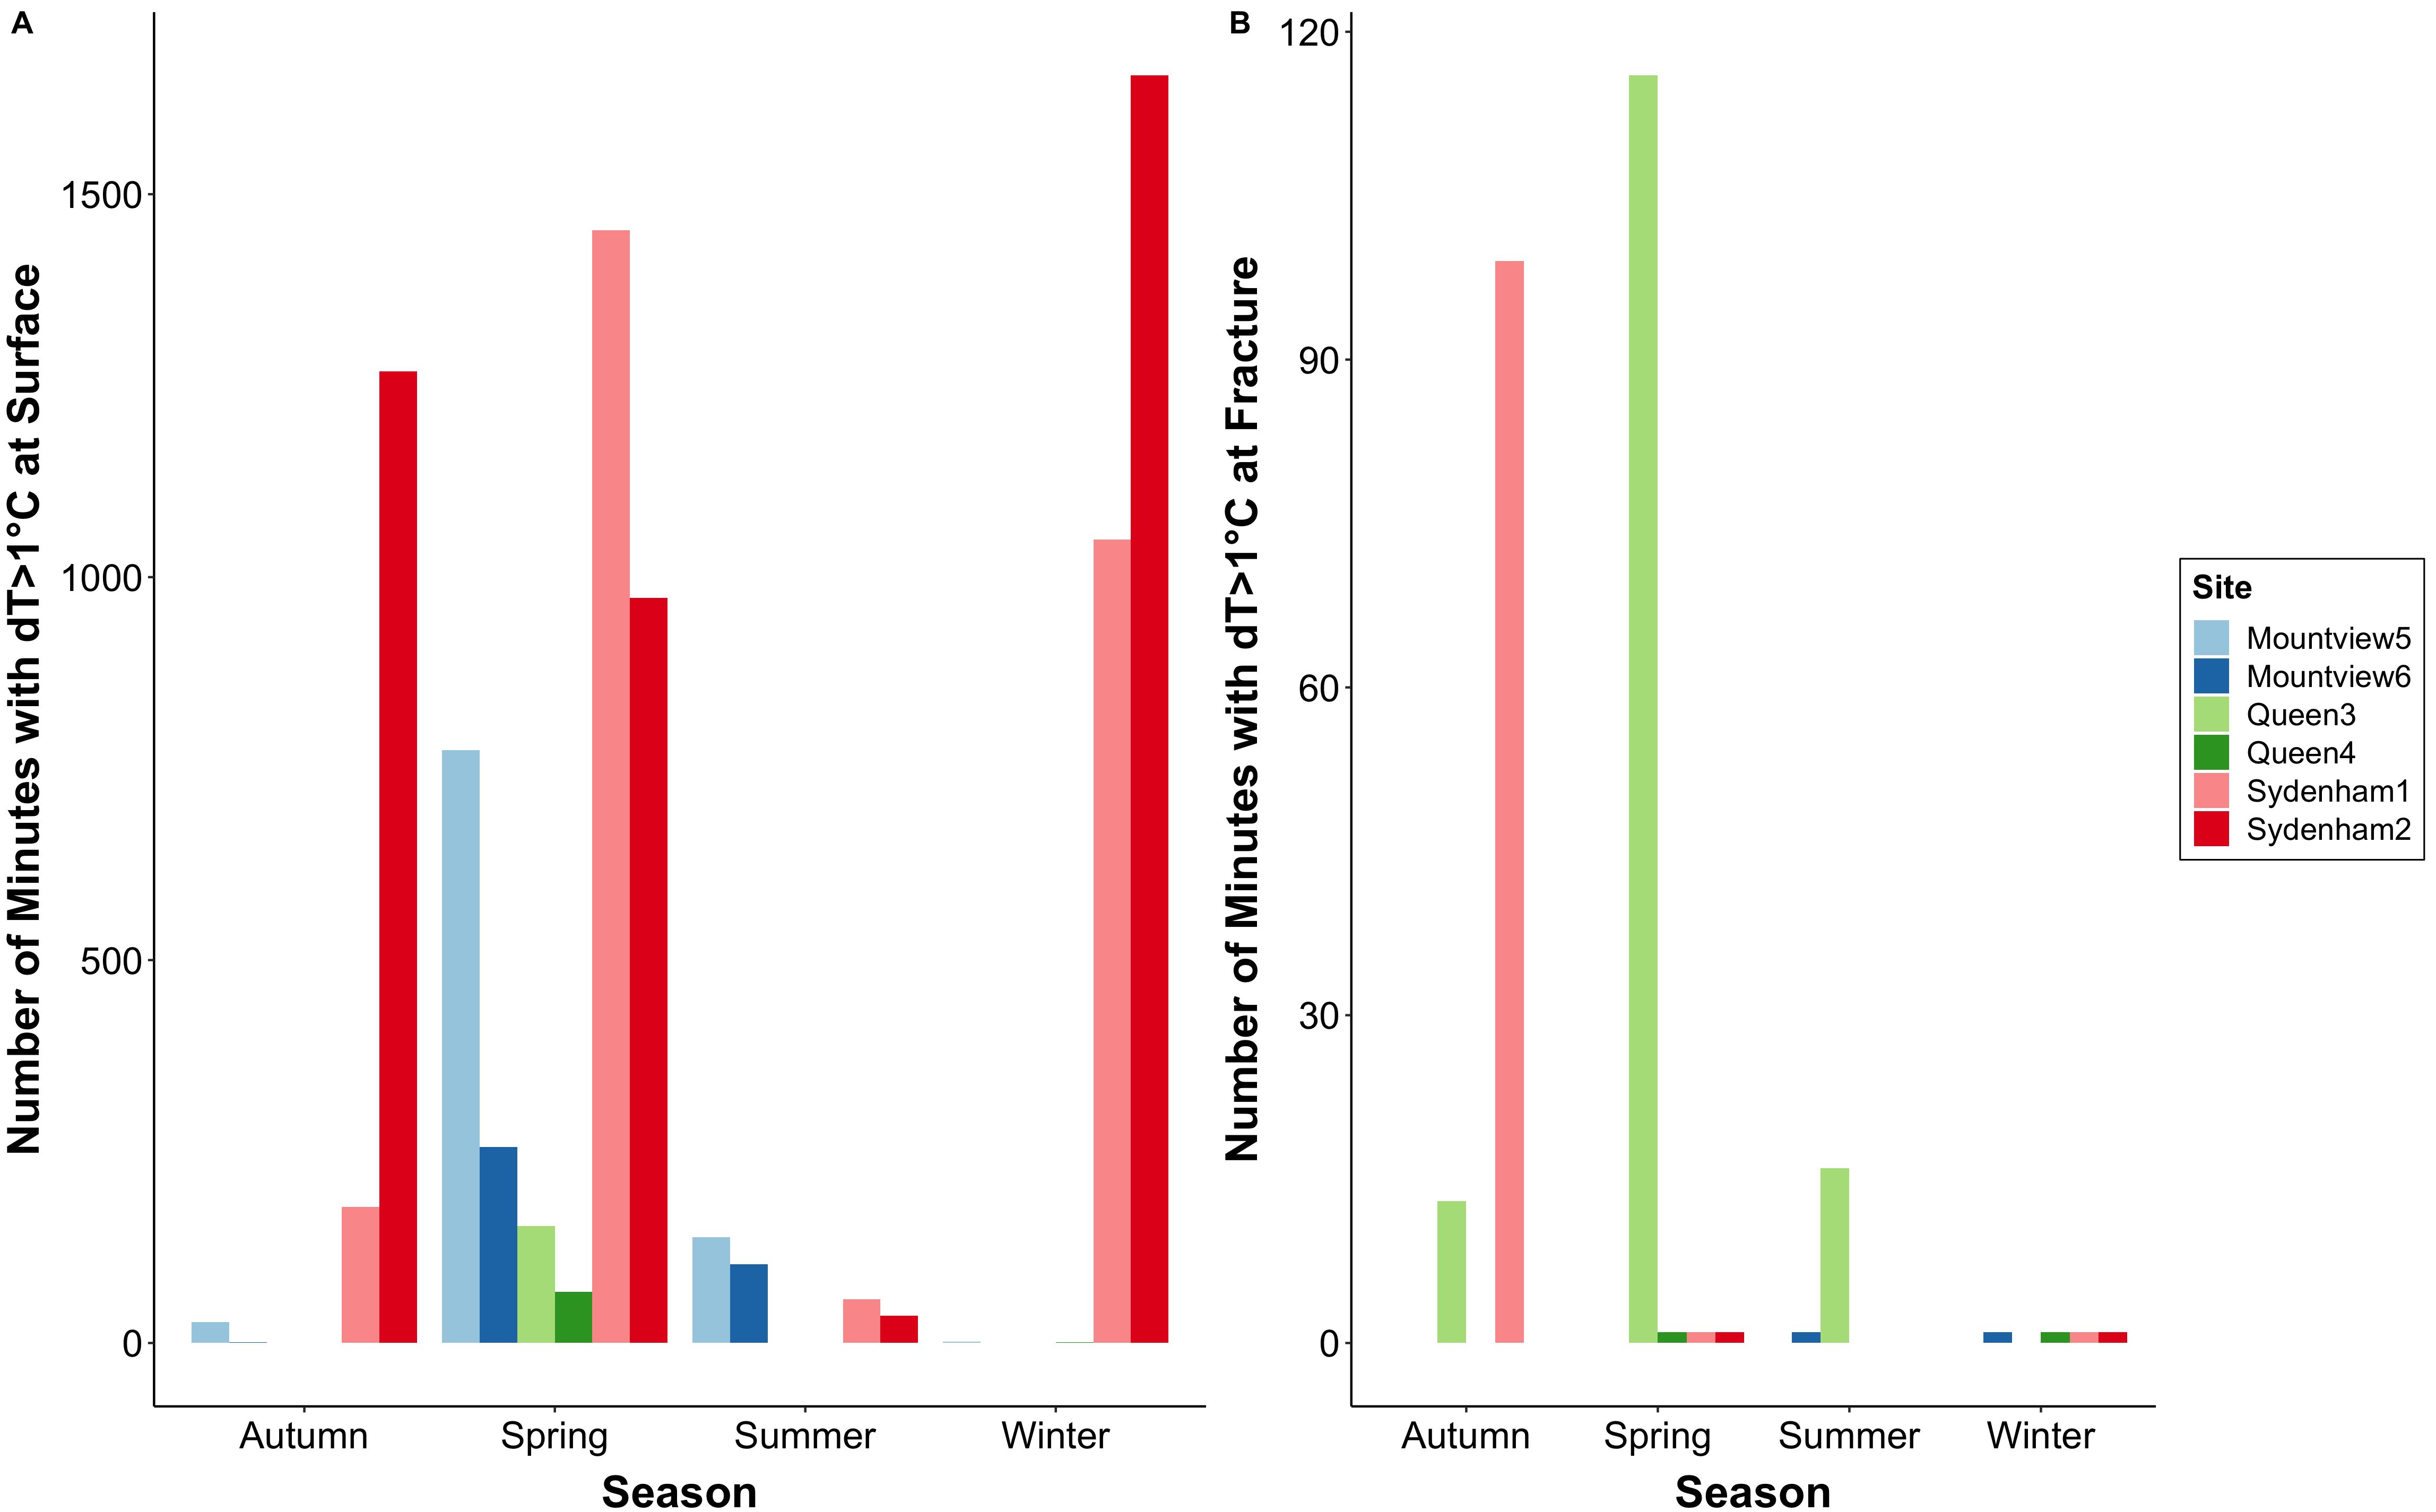 A
Number of Minutes with dT>1°C at Surface
1500
1000
500
0
Autumn
Spring
Summer
Winter
Season
B
Number of Minutes with dT>1°C at Fracture
120
90
60
30
0
Autumn
Spring
Summer
Winter
Season
Site
Mountview5
Mountview6
Queen3
Queen4
Sydenham1
Sydenham2